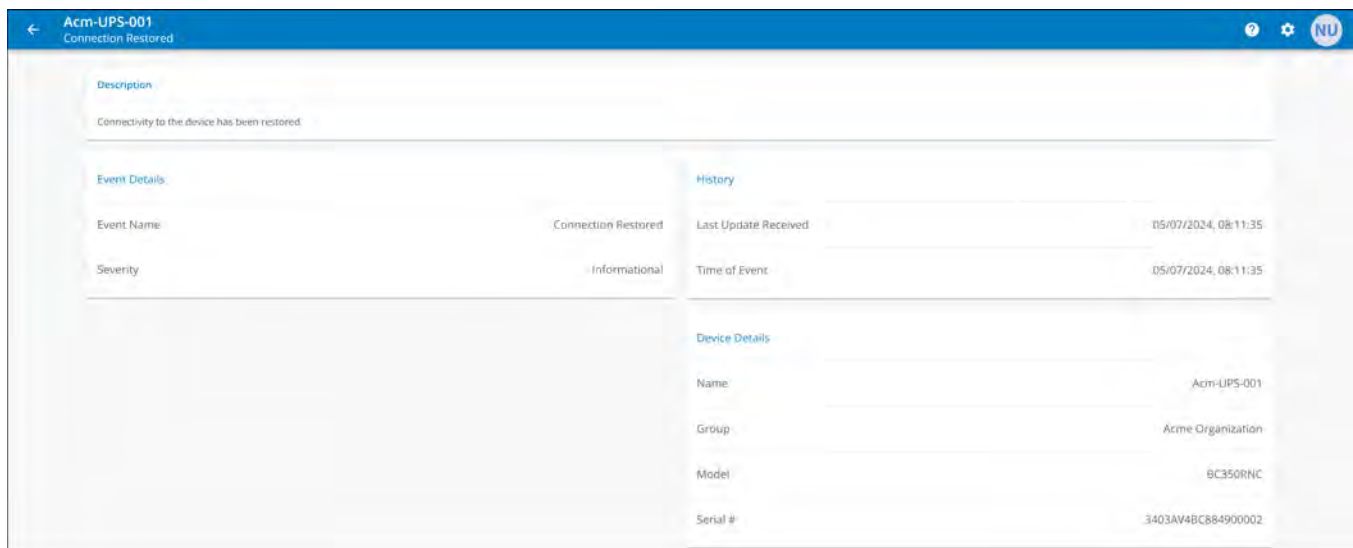 Acm-UPS-001
Connection Restored
NU
Description
Connectivity to the device has been restored
Event Details
Event Name Connection Restored
Severity Informational
History
Last Update Received 05/07/2024, 08:11:35
Time of Event 05/07/2024, 08:11:35
Device Details
Name Acm-UPS-001
Group Acme Organization
Model BC350RNC
Serial # 3403AV4BC884900002